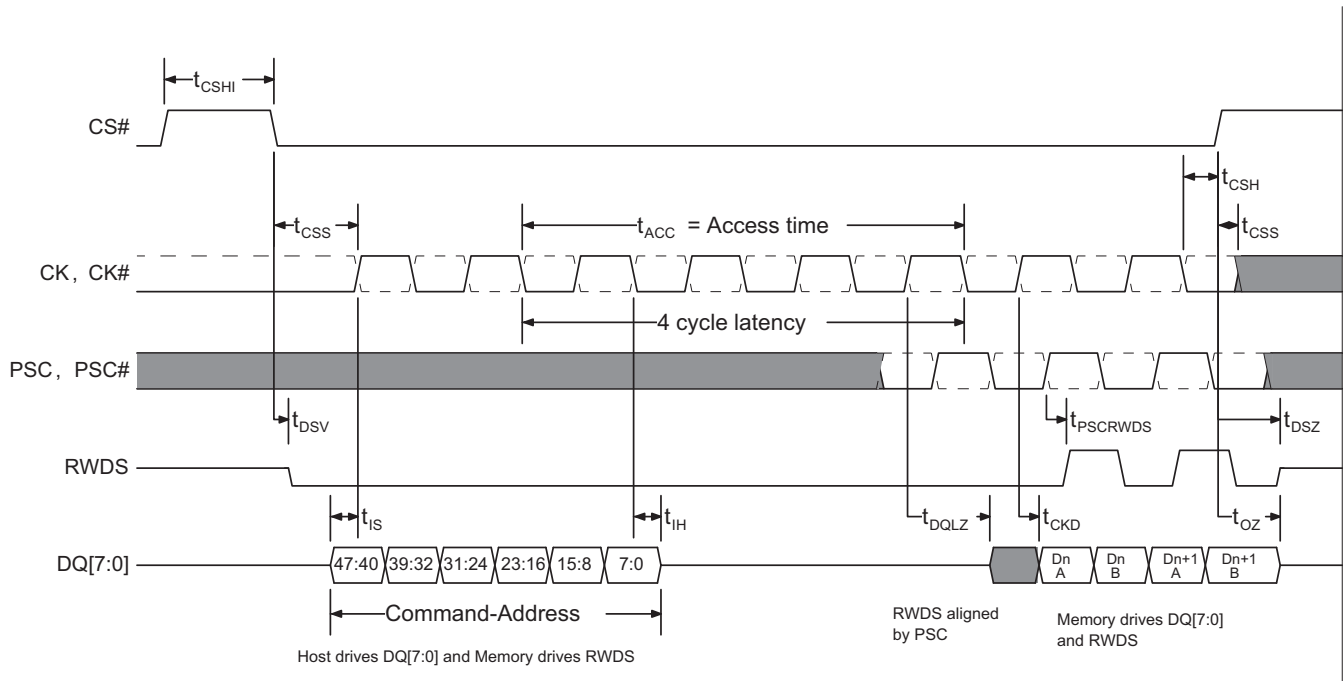 tCSHI
CS#
tCSH
tCSS
tACC = Access time
tCSS
CK, CK#
4 cycle latency
PSC, PSC#
tDSV
tPSCRWDS
tDSZ
RWDS
tIS
tIH
tDQLZ
tCKD
tOZ
DQ[7:0]
47:40 39:32 31:24 23:16 15:8 7:0
Dn A
Dn B
Dn+1 A
Dn+1 B
Command-Address
RWDS aligned
by PSC
Memory drives DQ[7:0]
and RWDS
Host drives DQ[7:0] and Memory drives RWDS